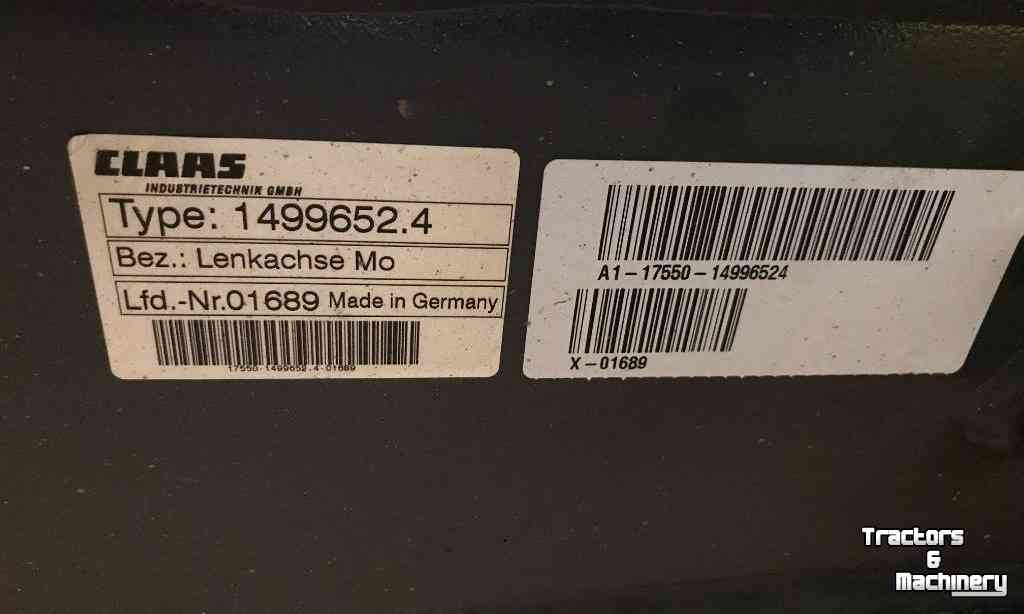 CLAAS
INDUSTRIETECHNIK GMBH
Type: 1499652.4
Bez.: Lenkachse Mo
Lfd.-Nr.01689 Made in Germany
17550-1499652.4-01689
A1-17550-14996524
X-01689
Tractors
&
Machinery